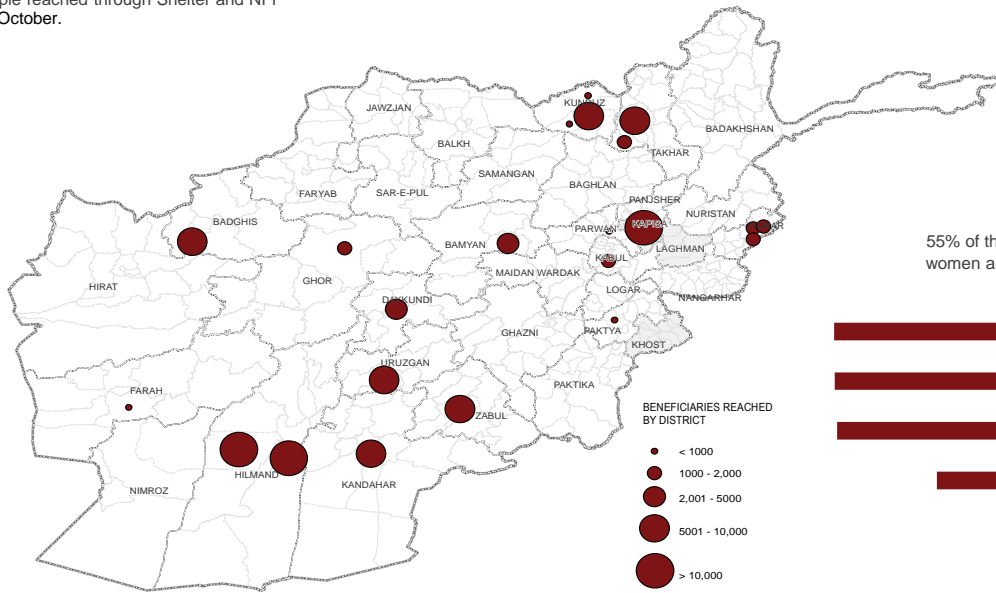 ple reached through Shelter and NFI
October.
JAWZJAN
KUNDUZ
BALKH
BADAKHSHAN
TAKHAR
SAMANGAN
FARYAB
SAR-E-PUL
BAGHLAN
PANJSHER
NURISTAN
BADGHIS
PARWAN
KAPISA
LAGHMAN
BAMYAN
KABUL
HIRAT
GHOR
MAIDAN WARDAK
LOGAR
NANGARHAR
DAYKUNDI
GHAZNI
PAKTYA
KHOST
URUZGAN
PAKTIKA
FARAH
ZABUL
HILMAND
KANDAHAR
NIMROZ
55% of th
women a
BENEFICIARIES REACHED
BY DISTRICT
< 1000
1000 - 2,000
2,001 - 5000
5001 - 10,000
> 10,000